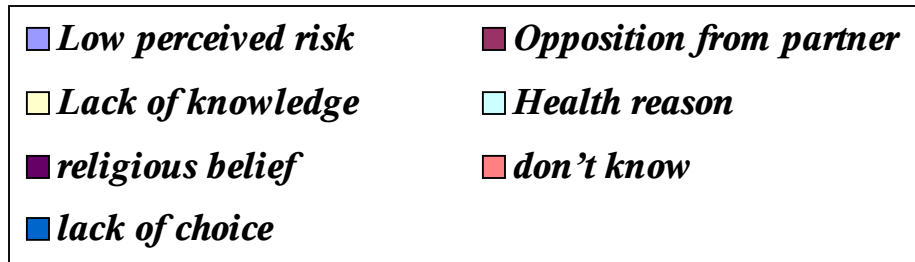 Low perceived risk Opposition from partner
Lack of knowledge Health reason
religious belief don't know
lack of choice